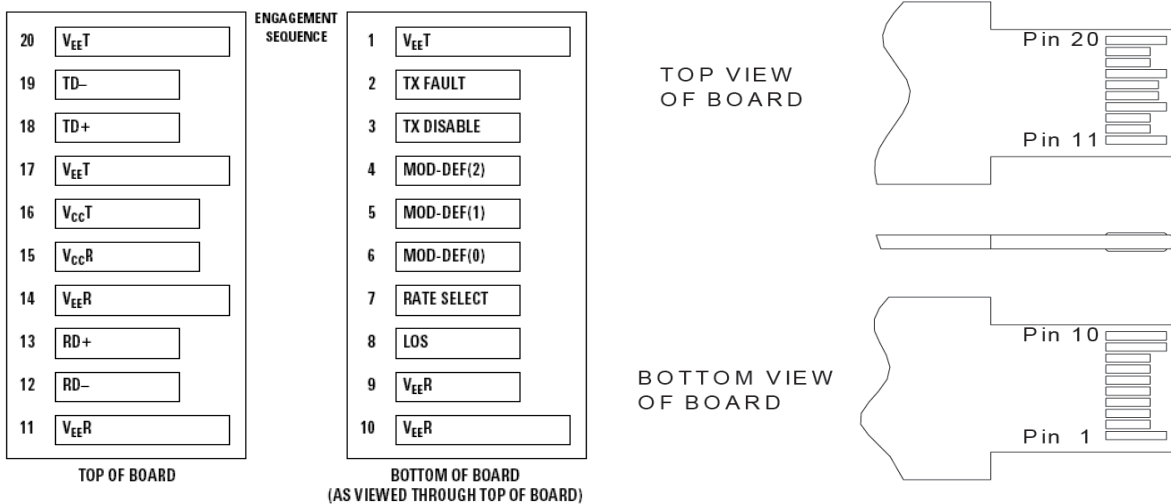 ENGAGEMENT
SEQUENCE
20 VEET
19 TD–
18 TD+
17 VEET
16 VCCT
15 VCCR
14 VEER
13 RD+
12 RD–
11 VEER
TOP OF BOARD
1 VEET
2 TX FAULT
3 TX DISABLE
4 MOD-DEF(2)
5 MOD-DEF(1)
6 MOD-DEF(0)
7 RATE SELECT
8 LOS
9 VEER
10 VEER
BOTTOM OF BOARD
(AS VIEWED THROUGH TOP OF BOARD)
TOP VIEW
OF BOARD
Pin 20
Pin 11
BOTTOM VIEW
OF BOARD
Pin 10
Pin 1